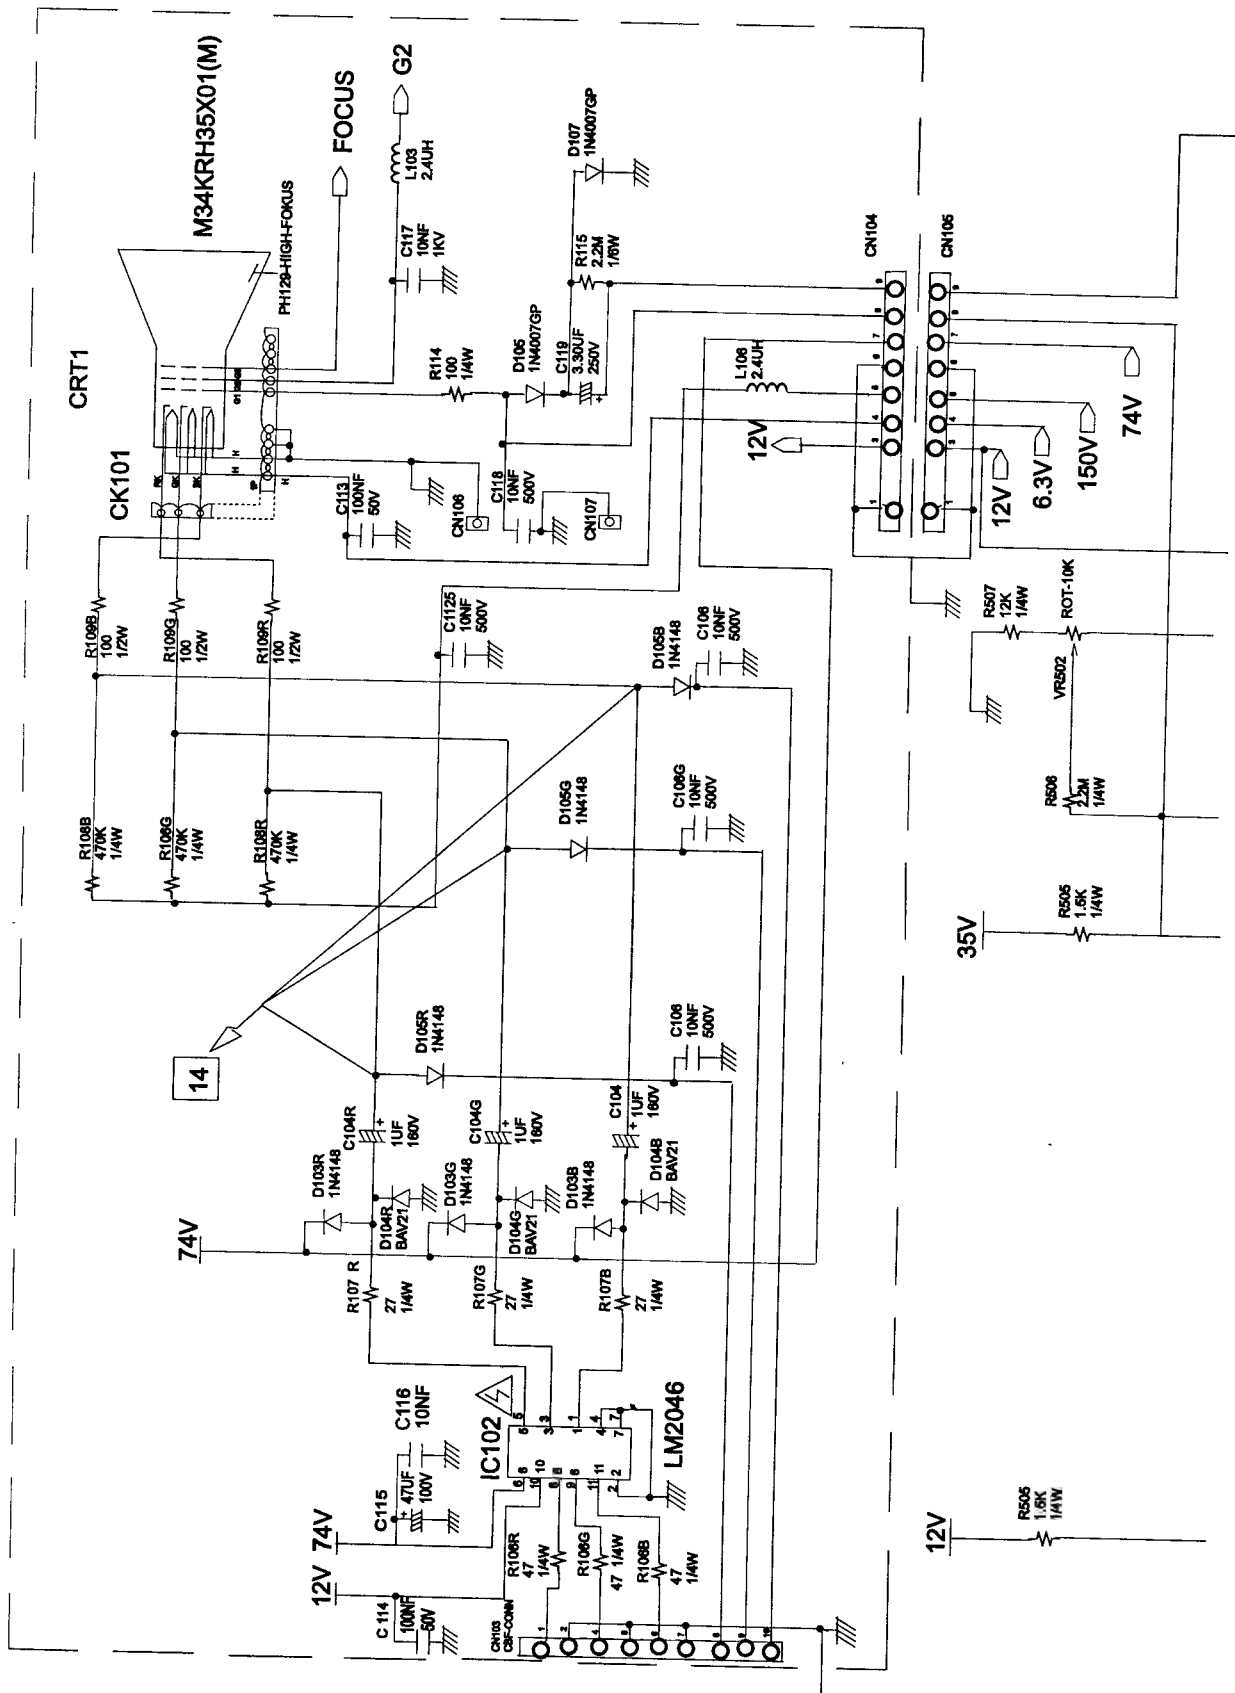 CRT1
M34KRH35X01(M)
PH129-HIGH-FOKUS
FOCUS
G2
CK101
RK
GK
BK
H
H
H
G1
L103
2.4UH
C117
10NF
1KV
D107
1N4007GP
R115
2.2M
1/6W
R114
100
1/4W
D106
1N4007GP
C119
3.30UF
250V
+
C113
100NF
50V
CN106
C118
10NF
500V
CN107
12V
L106
2.4UH
CN104
CN105
12V
6.3V
150V
74V
R109B
100
1/2W
R109G
100
1/2W
R109R
100
1/2W
C1125
10NF
500V
D105B
1N4148
C106
10NF
500V
R507
12K
1/4W
ROT-10K
VR502
R108B
470K
1/4W
R106G
470K
1/4W
R108R
470K
1/4W
D105G
1N4148
C106G
10NF
500V
R506
2.2M
1/4W
35V
R505
1.5K
1/4W
14
D105R
1N4148
C106
10NF
500V
C104R
+
1UF
160V
C104G
+
1UF
160V
C104
+
1UF
160V
D103R
1N4148
D104R
BAV21
D103G
1N4148
D104G
BAV21
D103B
1N4148
D104B
BAV21
74V
R107 R
27
1/4W
R107G
27
1/4W
R107B
27
1/4W
C116
10NF
C115
+
47UF
100V
IC102
LM2046
12V
74V
C 114
100NF
50V
R106R
47
1/4W
R106G
47 1/4W
R106B
47
1/4W
CN103
CBF-CONN
12V
R505
1.5K
1/4W